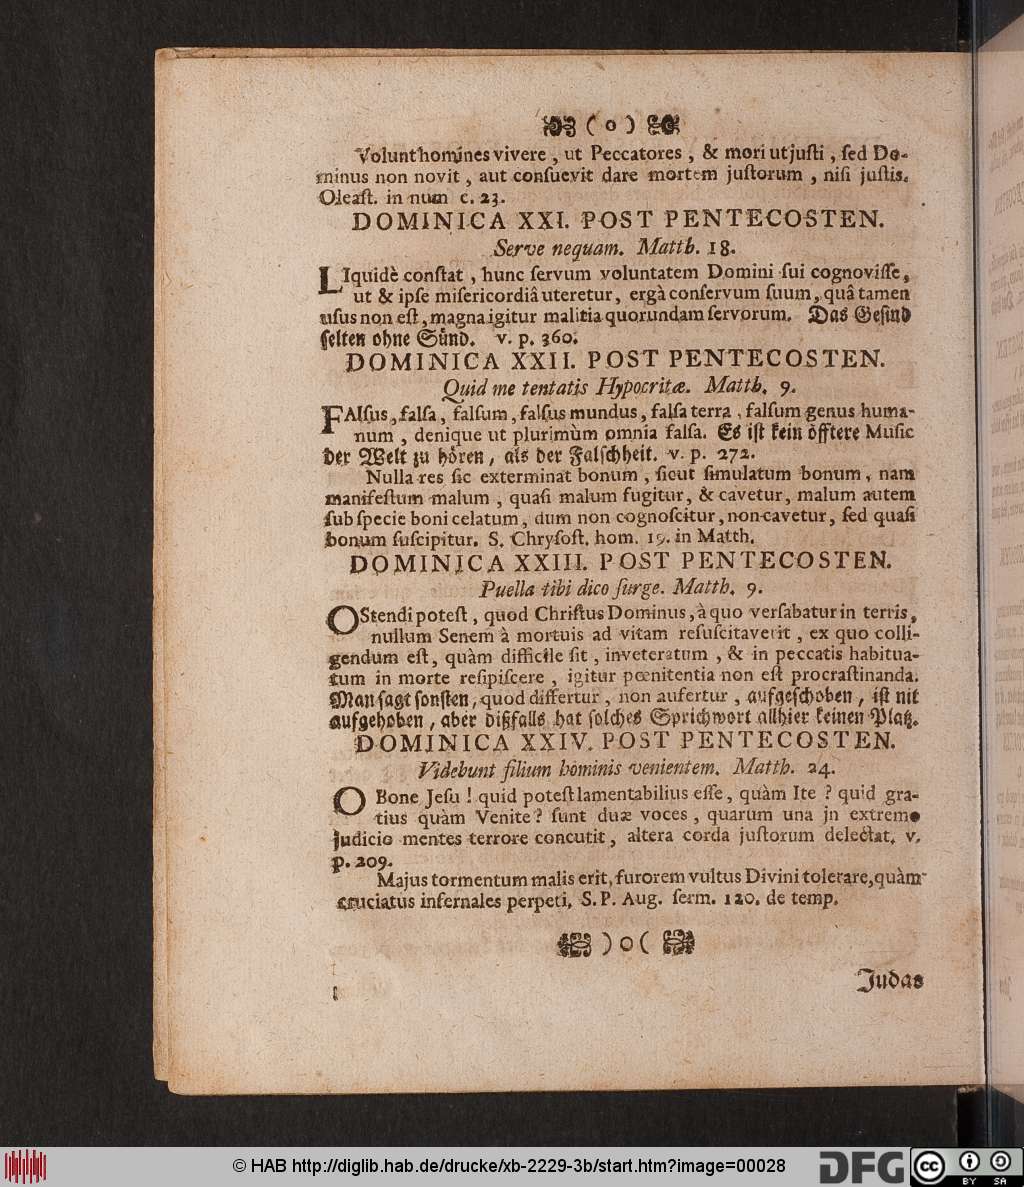 ( o )
Volunt homines vivere, ut Peccatores, & mori ut juſti, ſed Do-
minus non novit, aut conſuevit dare mortem juſtorum, niſi juſtis.
Oleaſt. in num c. 23.
DOMINICA XXI. POST PENTECOSTEN.
Serve nequam. Matth. 18.
LIquidè conſtat, hunc ſervum voluntatem Domini ſui cognoviſſe,
ut & ipſe miſericordiâ uteretur, ergà conſervum ſuum, quâ tamen
uſus non eſt, magna igitur malitia quorundam ſervorum. Das Geſind
ſelten ohne Sünd. v. p. 360.
DOMINICA XXII. POST PENTECOSTEN.
Quid me tentatis Hypocritæ. Matth. 9.
FAlſus, falſa, falſum, falſus mundus, falſa terra, falſum genus huma-
num, denique ut plurimùm omnia falſa. Es iſt kein öfftere Muſic
der Welt zu hören, als der Falſchheit. v. p. 272.
Nulla res ſic exterminat bonum, ſicut ſimulatum bonum, nam
manifeſtum malum, quaſi malum fugitur, & cavetur, malum autem
ſub ſpecie boni celatum, dum non cognoſcitur, non cavetur, ſed quaſi
bonum ſuſcipitur. S. Chryſoſt. hom. 19. in Matth.
DOMINICA XXIII. POST PENTECOSTEN.
Puella tibi dico ſurge. Matth. 9.
OStendi poteſt, quod Chriſtus Dominus, à quo verſabatur in terris,
nullum Senem à mortuis ad vitam reſuſcitaverit, ex quo colli-
gendum eſt, quàm difficile ſit, inveteratum, & in peccatis habitua-
tum in morte reſipiſcere, igitur pœnitentia non eſt procraſtinanda.
Man ſagt ſonſten, quod differtur, non aufertur, aufgeſchoben, iſt nit
aufgehoben, aber dißfalls hat ſolches Sprichwort allhier keinen Platz.
DOMINICA XXIV. POST PENTECOSTEN.
Videbunt filium hominis venientem. Matth. 24.
O Bone Jeſu! quid poteſt lamentabilius eſſe, quàm Ite? quid gra-
tius quàm Venite? ſunt duæ voces, quarum una jn extremo
judicio mentes terrore concutit, altera corda juſtorum delectat. v.
p. 209.
Majus tormentum malis erit, furorem vultus Divini tolerare, quàm
cruciatus infernales perpeti. S. P. Aug. ſerm. 120. de temp.
) o (
Judas
© HAB http://diglib.hab.de/drucke/xb-2229-3b/start.htm?image=00028
DFG
cc
BY SA